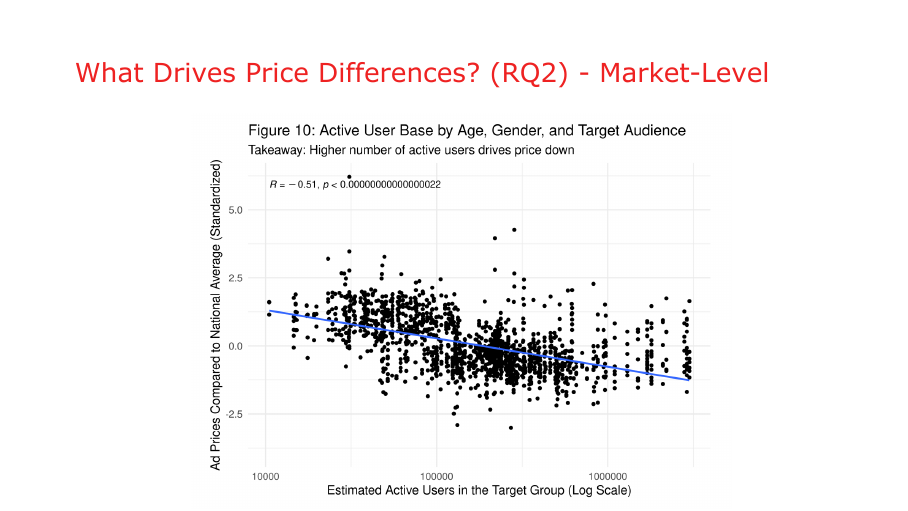 What Drives Price Differences? (RQ2) - Market-Level
Figure 10: Active User Base by Age, Gender, and Target Audience
Takeaway: Higher number of active users drives price down
R = −0.51, p < 0.00000000000000022
Ad Prices Compared to National Average (Standardized)
5.0
2.5
0.0
-2.5
10000
100000
1000000
Estimated Active Users in the Target Group (Log Scale)